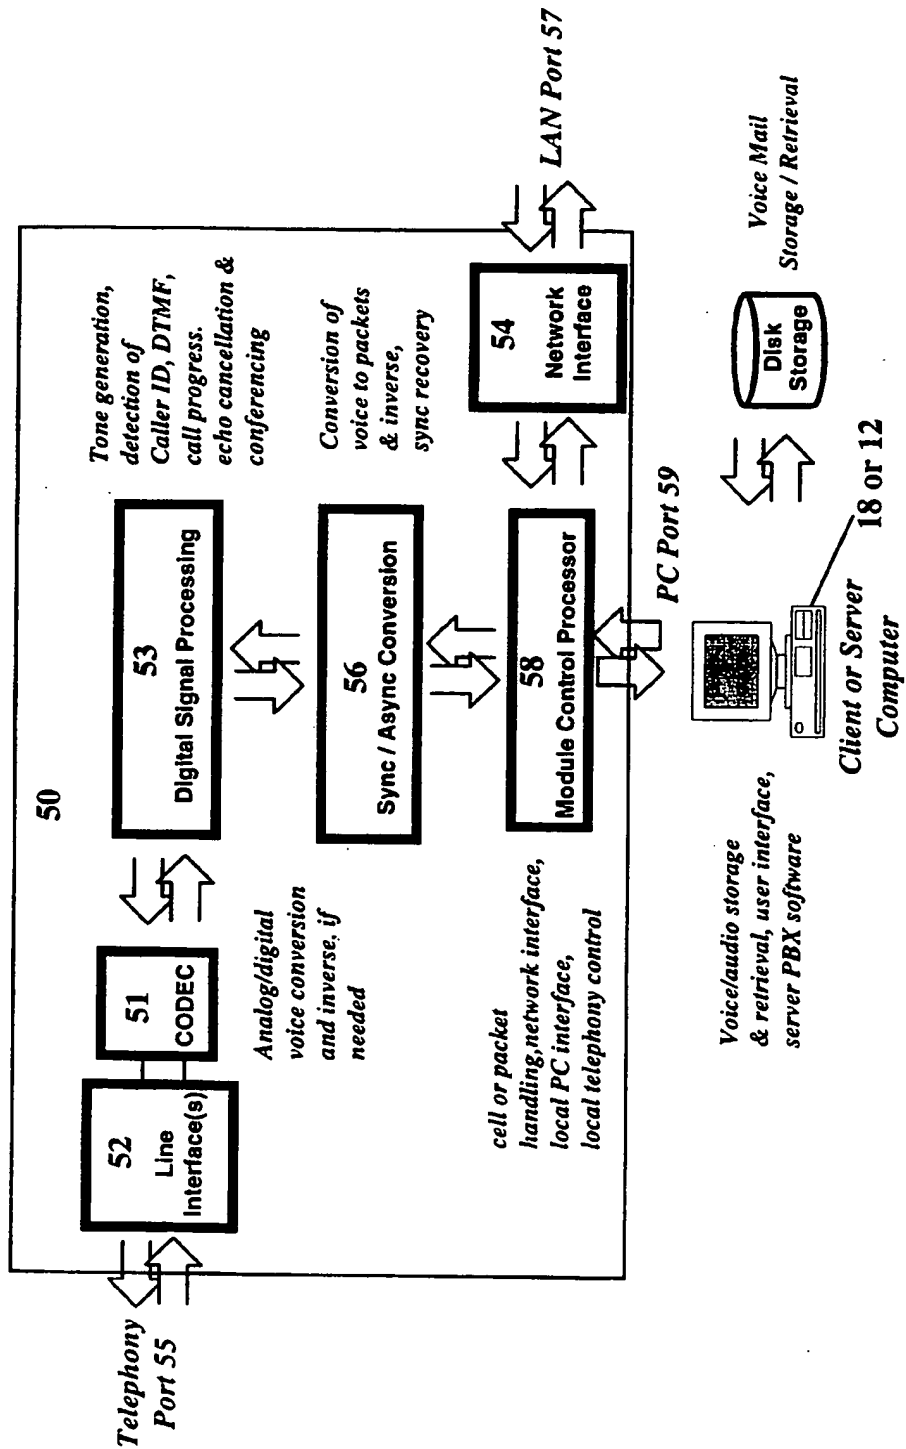 50
Telephony
Port 55
52
Line
Interface(s)
51
CODEC
Analog/digital
voice conversion
and inverse, if
needed
53
Digital Signal Processing
Tone generation,
detection of
Caller ID, DTMF,
call progress.
echo cancellation &
conferencing
56
Sync / Async Conversion
Conversion of
voice to packets
& inverse,
sync recovery
cell or packet
handling,network interface,
local PC interface,
local telephony control
58
Module Control Processor
54
Network
Interface
LAN Port 57
PC Port 59
Voice/audio storage
& retrieval, user interface,
server PBX software
Client or Server
Computer
18 or 12
Disk
Storage
Voice Mail
Storage / Retrieval